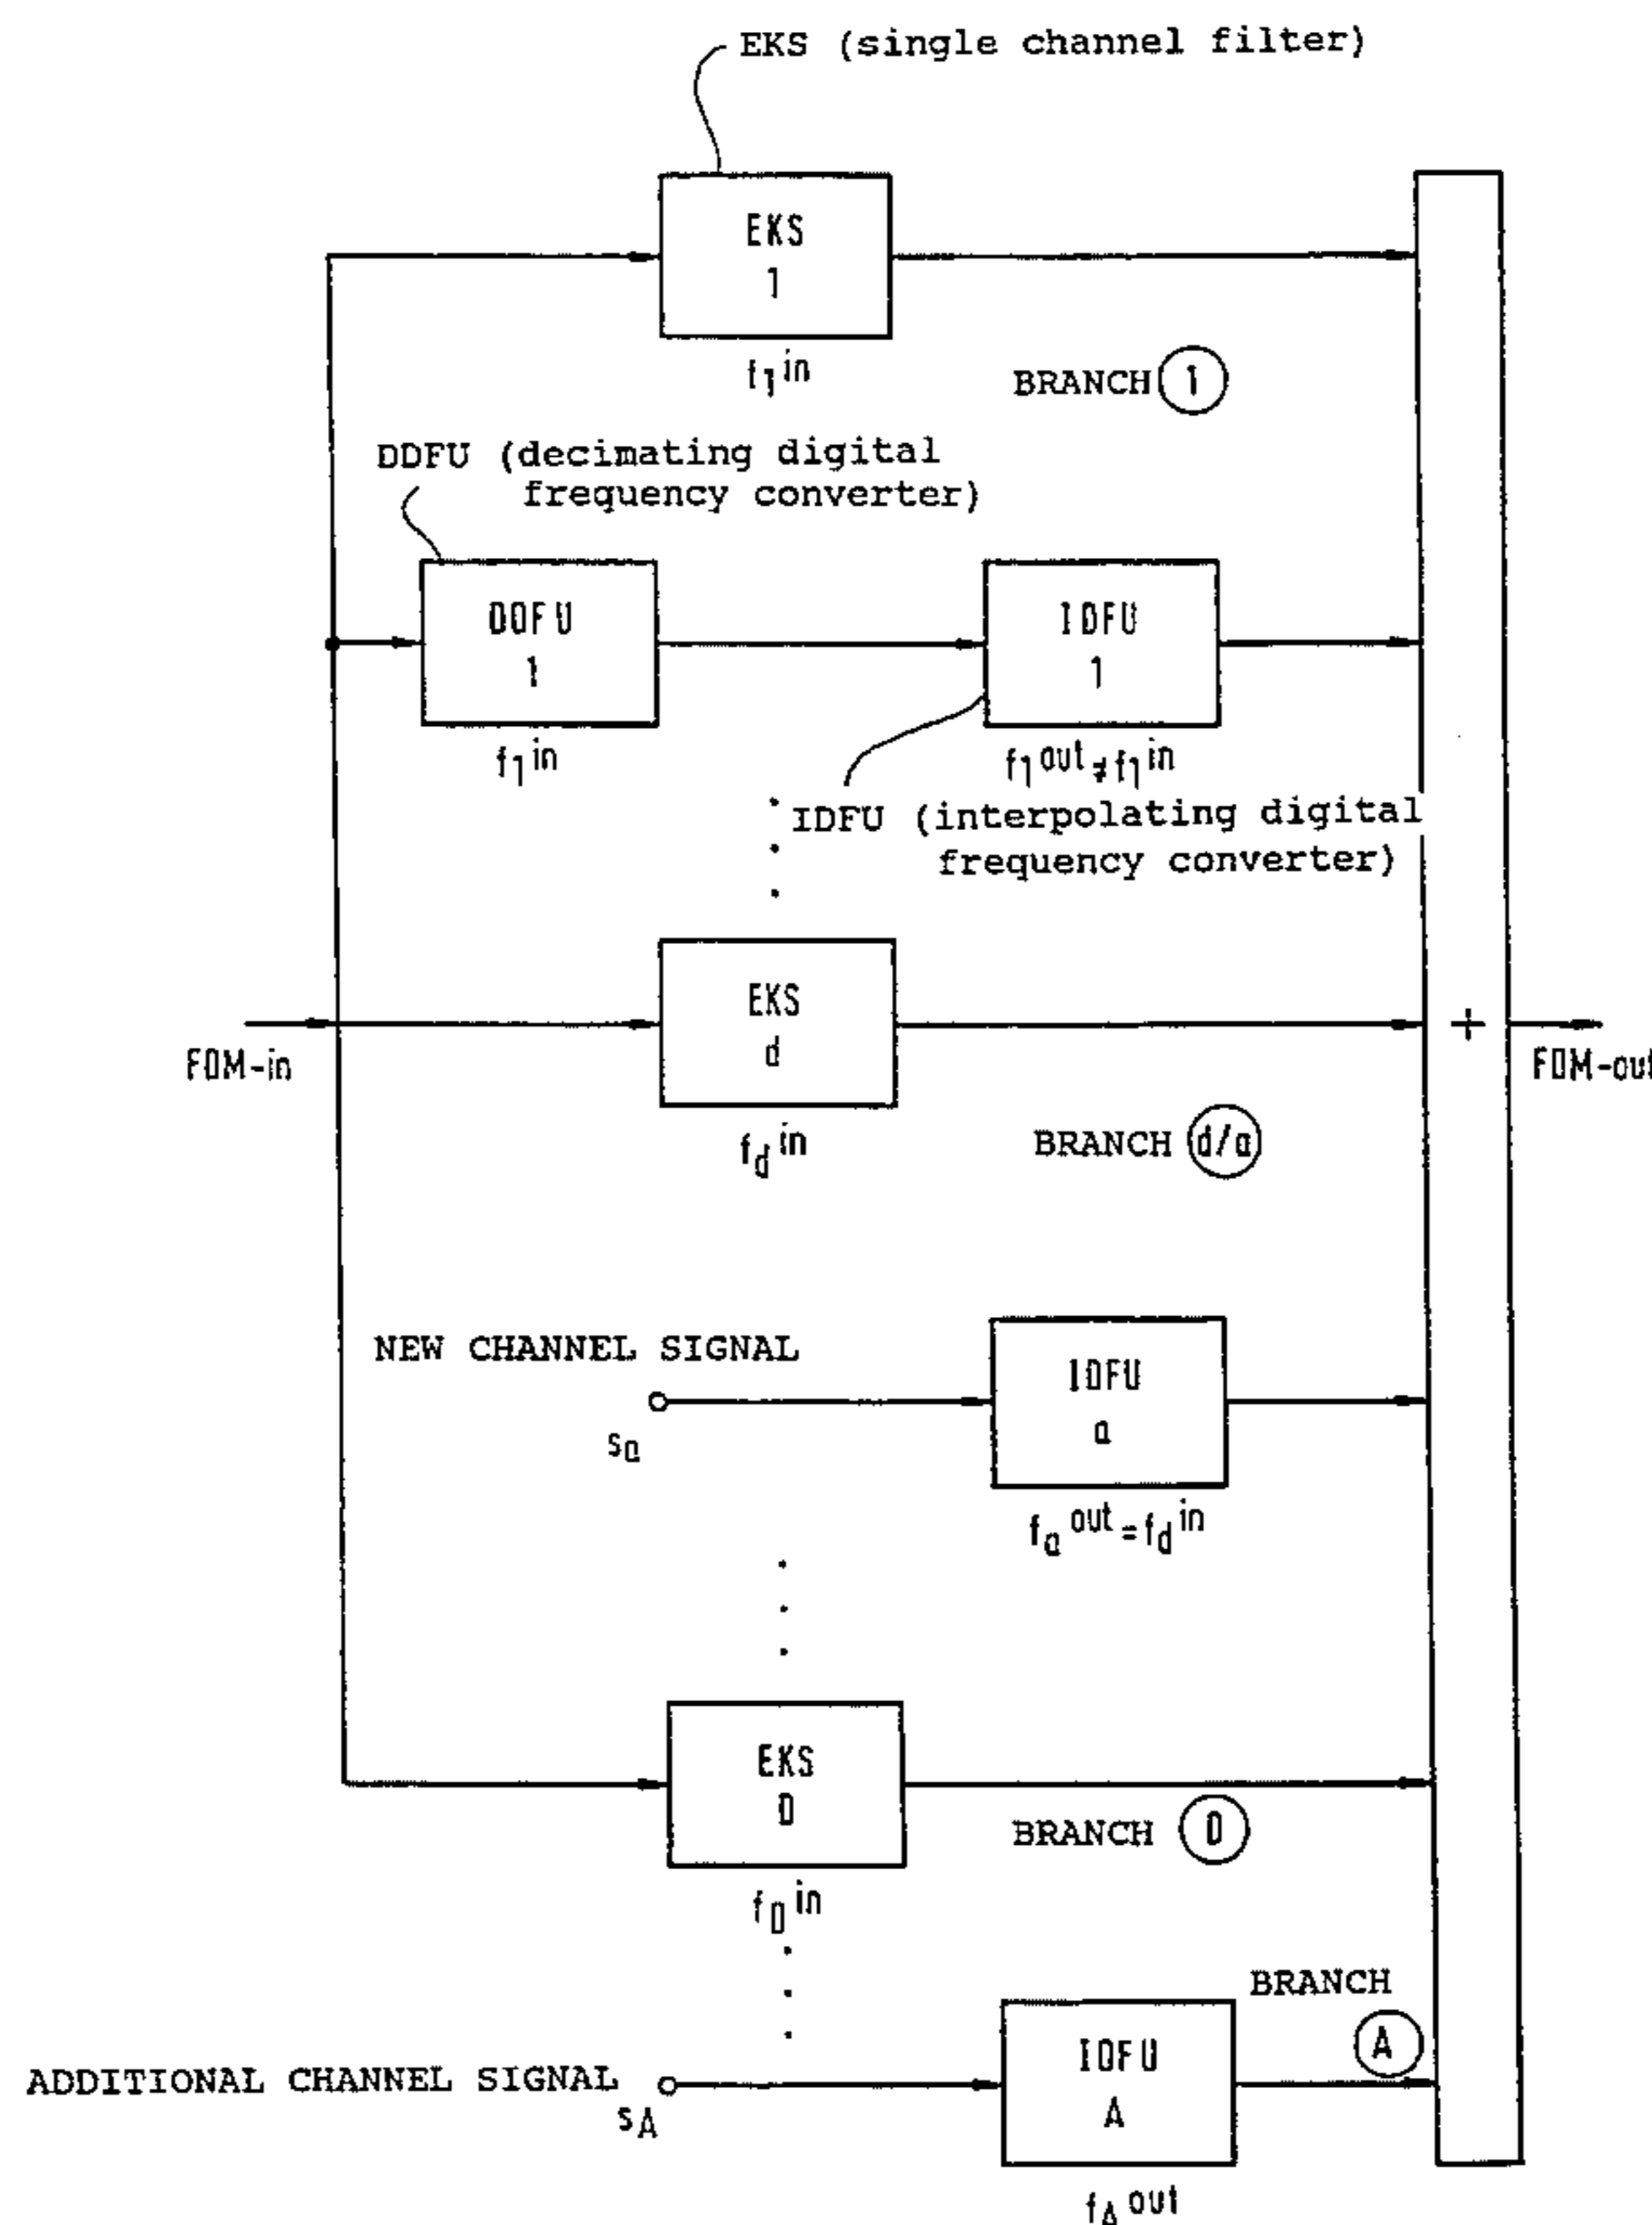 EKS (single channel filter)
EKS
1
f1 in
BRANCH 1
DDFU (decimating digital
frequency converter)
DDFU
1
f1 in
IDFU
1
f1 out ≠ f1 in
IDFU (interpolating digital
frequency converter)
EKS
d
fd in
FDM-in
+
FDM-out
BRANCH d/a
NEW CHANNEL SIGNAL
sa
IDFU
a
fa out = fd in
EKS
D
fD in
BRANCH D
BRANCH
A
ADDITIONAL CHANNEL SIGNAL
sA
IDFU
A
fA out